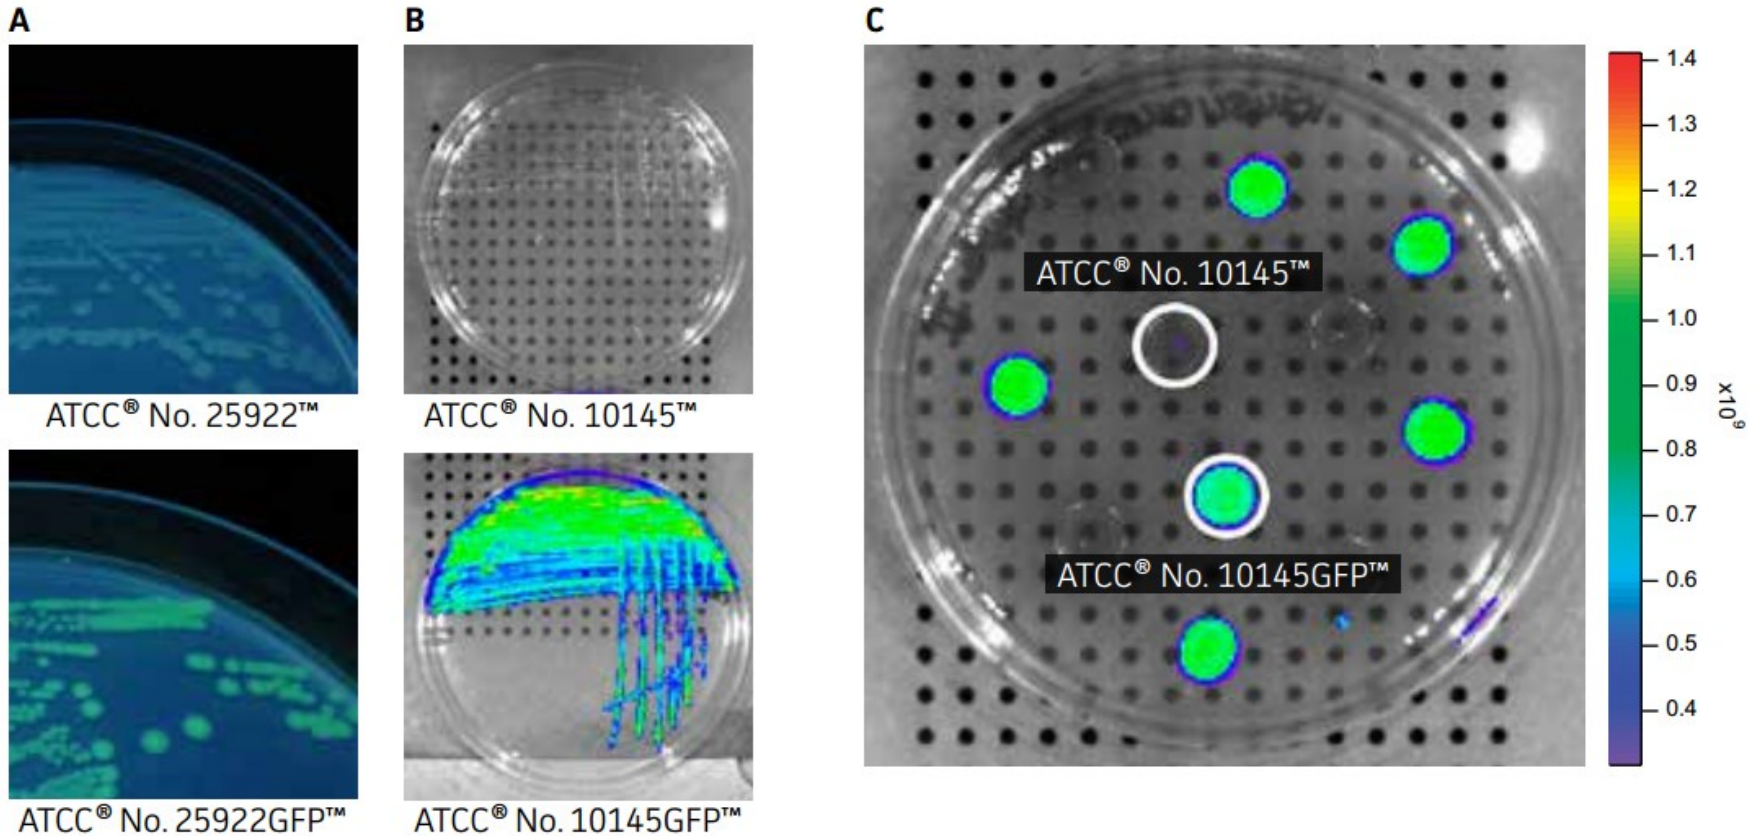 A
B
C
ATCC® No. 25922™
ATCC® No. 25922GFP™
ATCC® No. 10145™
ATCC® No. 10145GFP™
ATCC® No. 10145™
ATCC® No. 10145GFP™
1.4
1.3
1.2
1.1
1.0
0.9
0.8
0.7
0.6
0.5
0.4
x10⁹